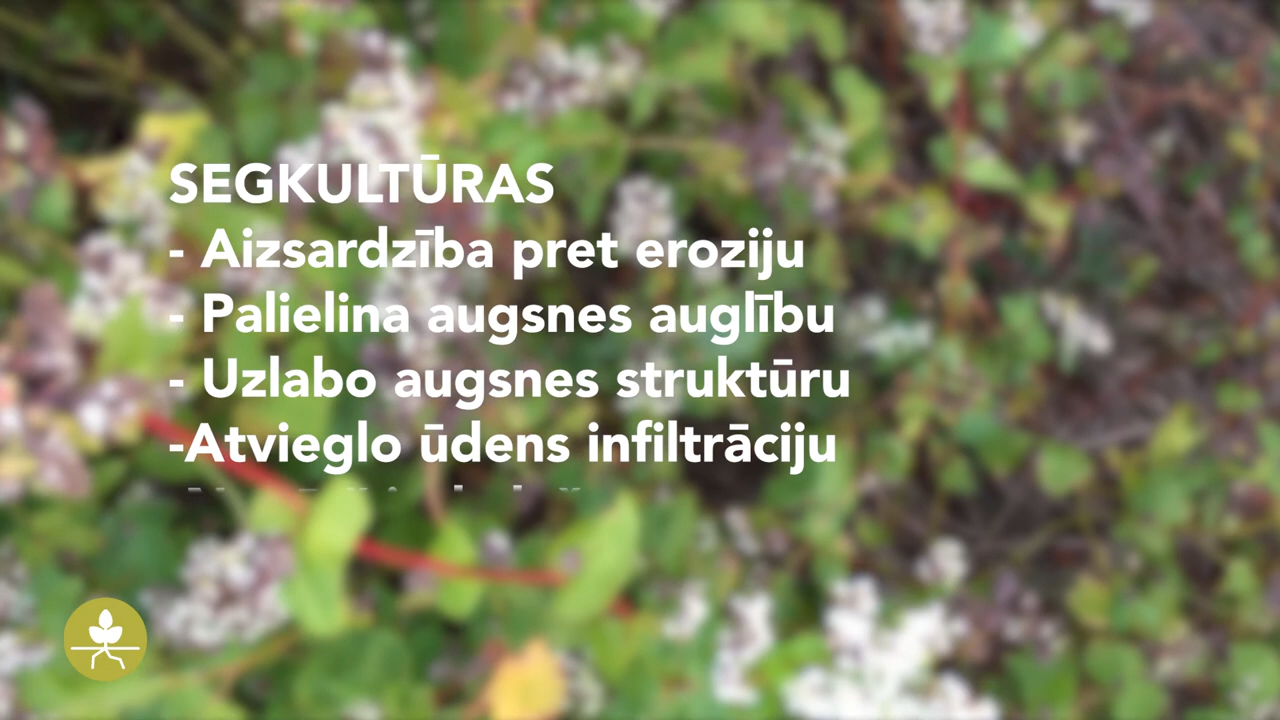 SEGKULTŪRAS
- Aizsardzība pret eroziju
- Palielina augsnes auglību
- Uzlabo augsnes struktūru
-Atvieglo ūdens infiltrāciju